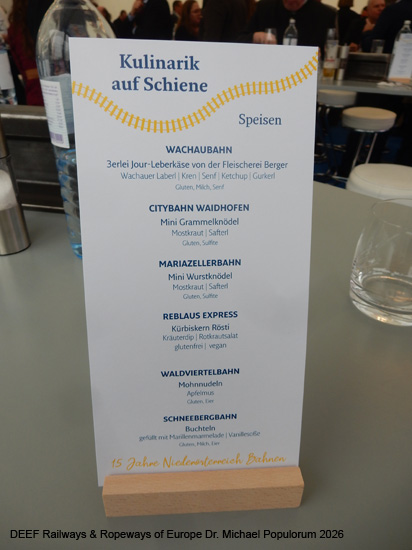 Kulinarik
auf Schiene
Speisen
WACHAUBAHN
3erlei Jour-Leberkäse von der Fleischerei Berger
Wachauer Laberl | Kren | Senf | Ketchup | Gurkerl
Gluten, Milch, Senf
CITYBAHN WAIDHOFEN
Mini Grammelknödel
Mostkraut | Safterl
Gluten, Sulfite
MARIAZELLERBAHN
Mini Wurstknödel
Mostkraut | Safterl
Gluten, Sulfite
REBLAUS EXPRESS
Kürbiskern Rösti
Kräuterdip | Rotkrautsalat
glutenfrei | vegan
WALDVIERTELBAHN
Mohnnudeln
Apfelmus
Gluten, Eier
SCHNEEBERGBAHN
Buchteln
gefüllt mit Marillenmarmelade | Vanillesoße
Gluten, Milch, Eier
15 Jahre Niederösterreich Bahnen
DEEF Railways & Ropeways of Europe Dr. Michael Populorum 2026